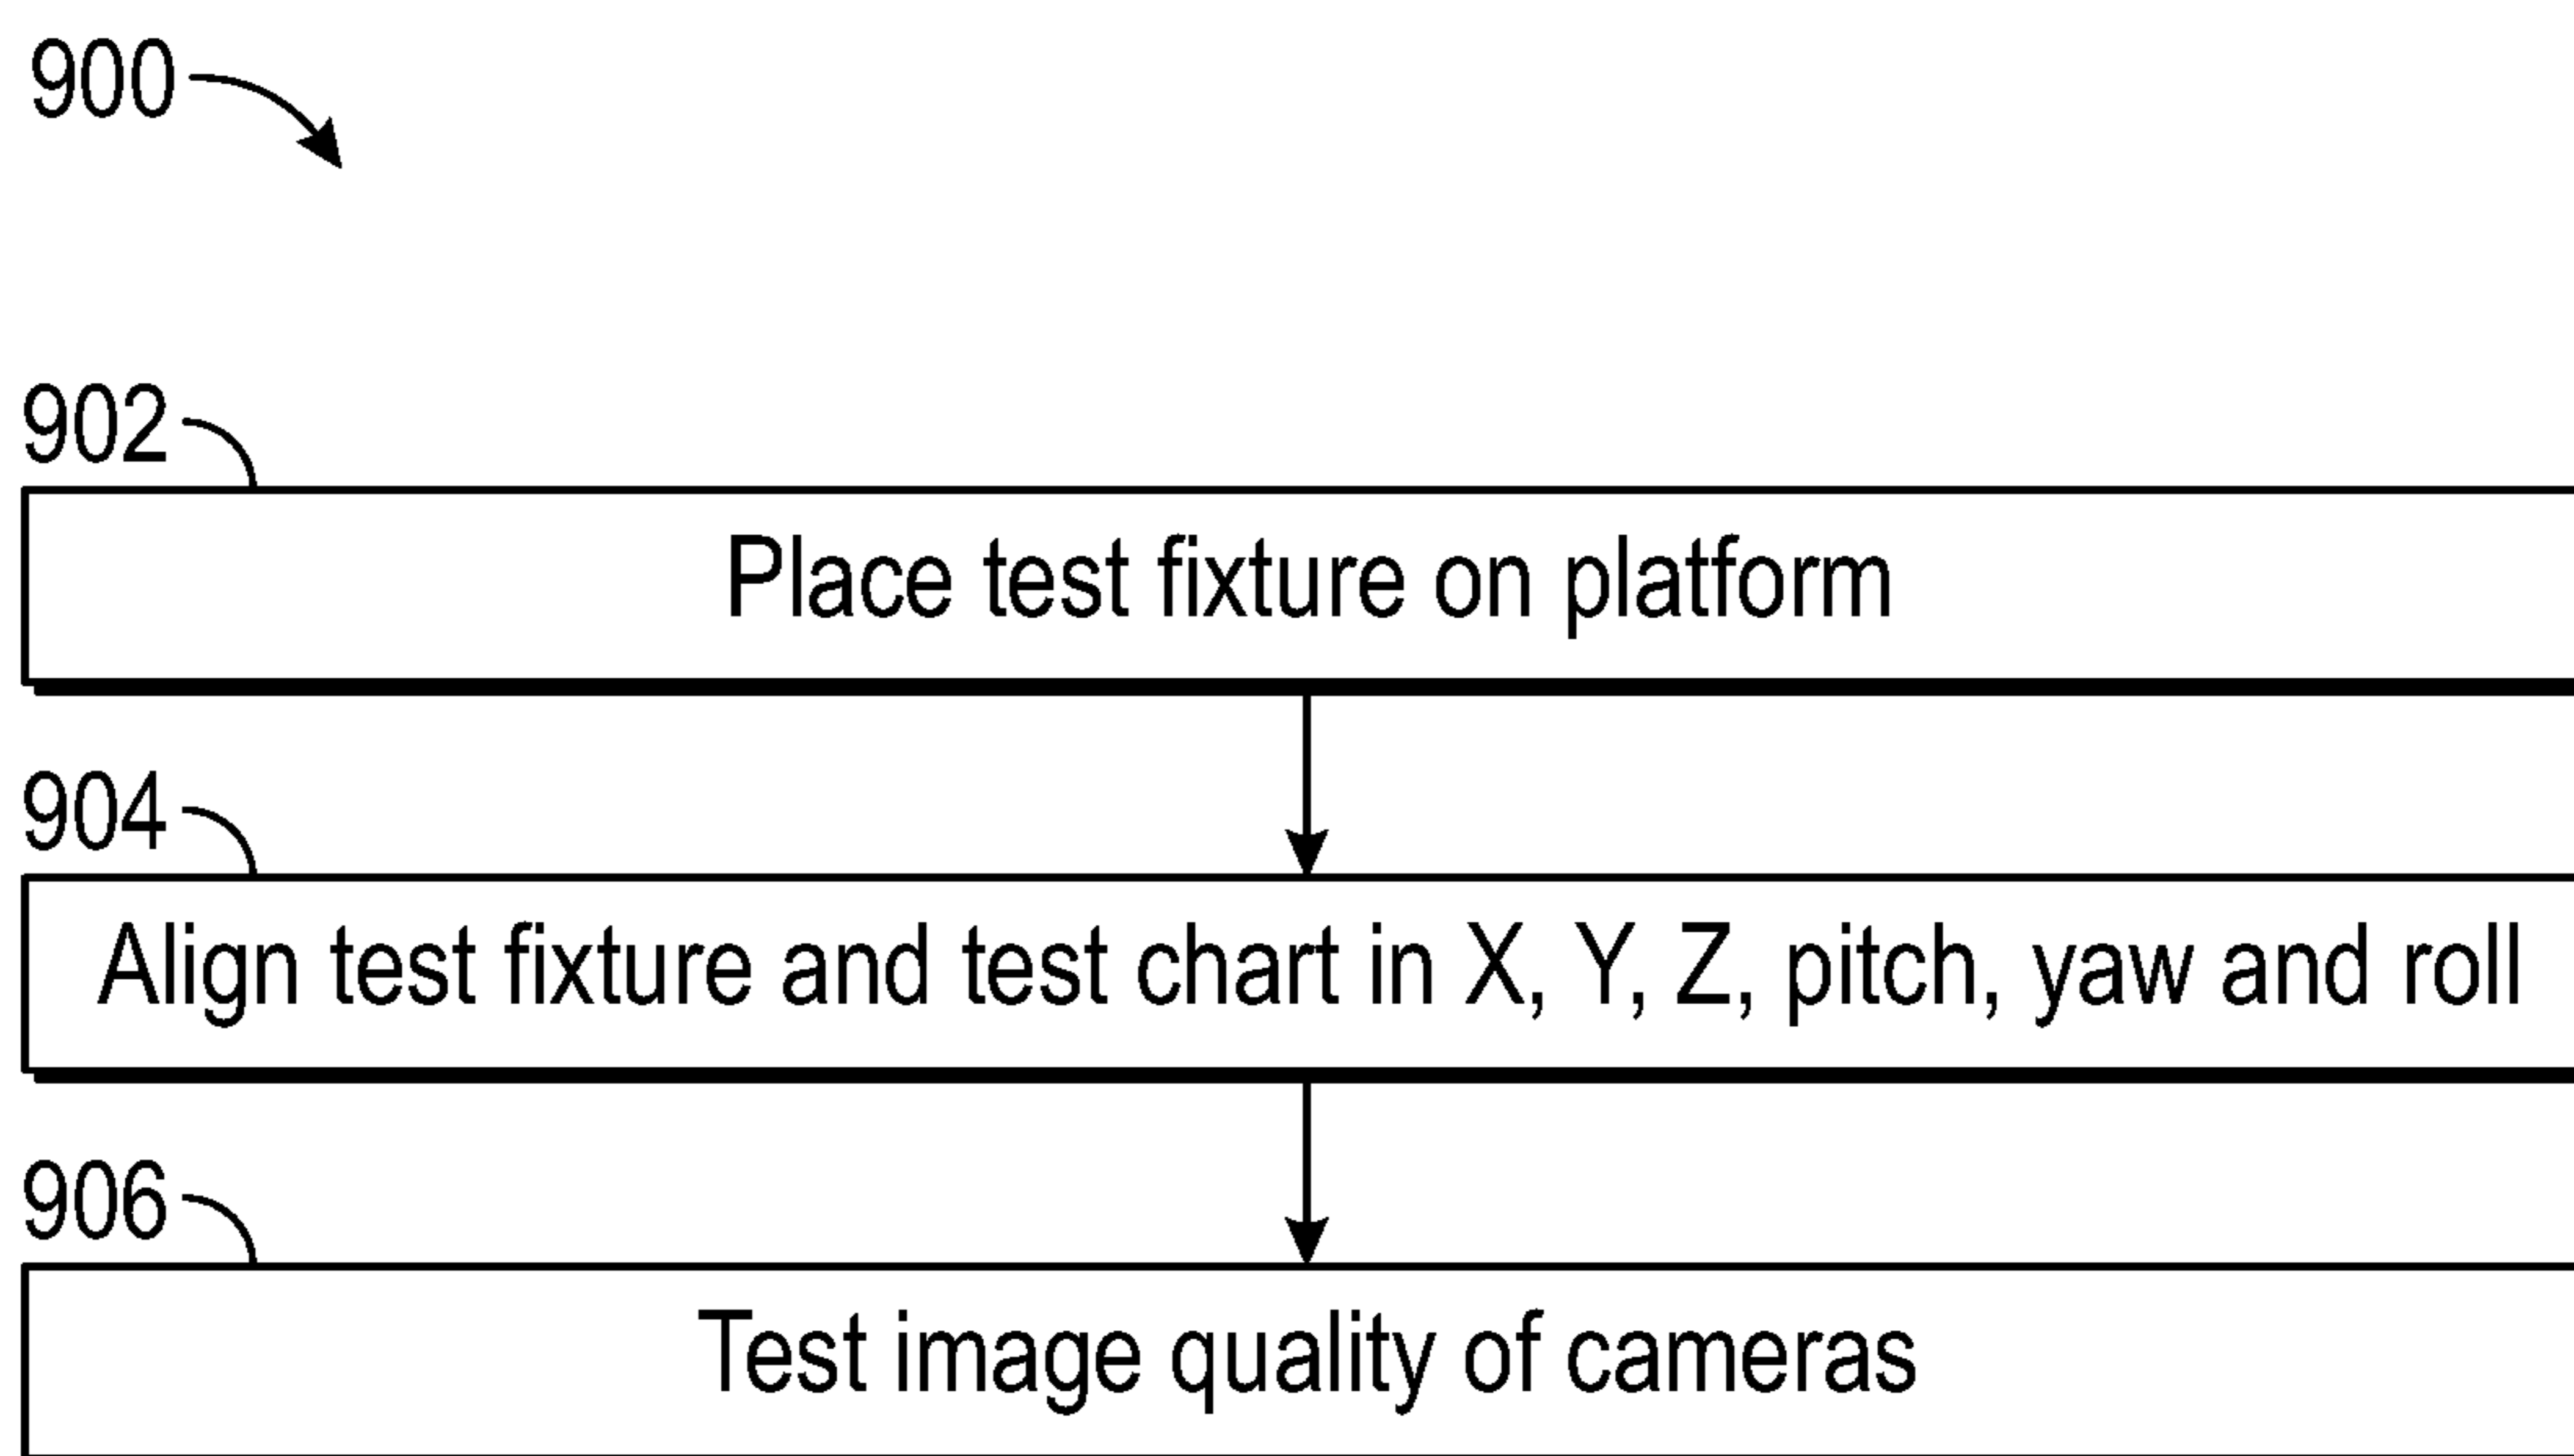 900
902
Place test fixture on platform
904
Align test fixture and test chart in X, Y, Z, pitch, yaw and roll
906
Test image quality of cameras